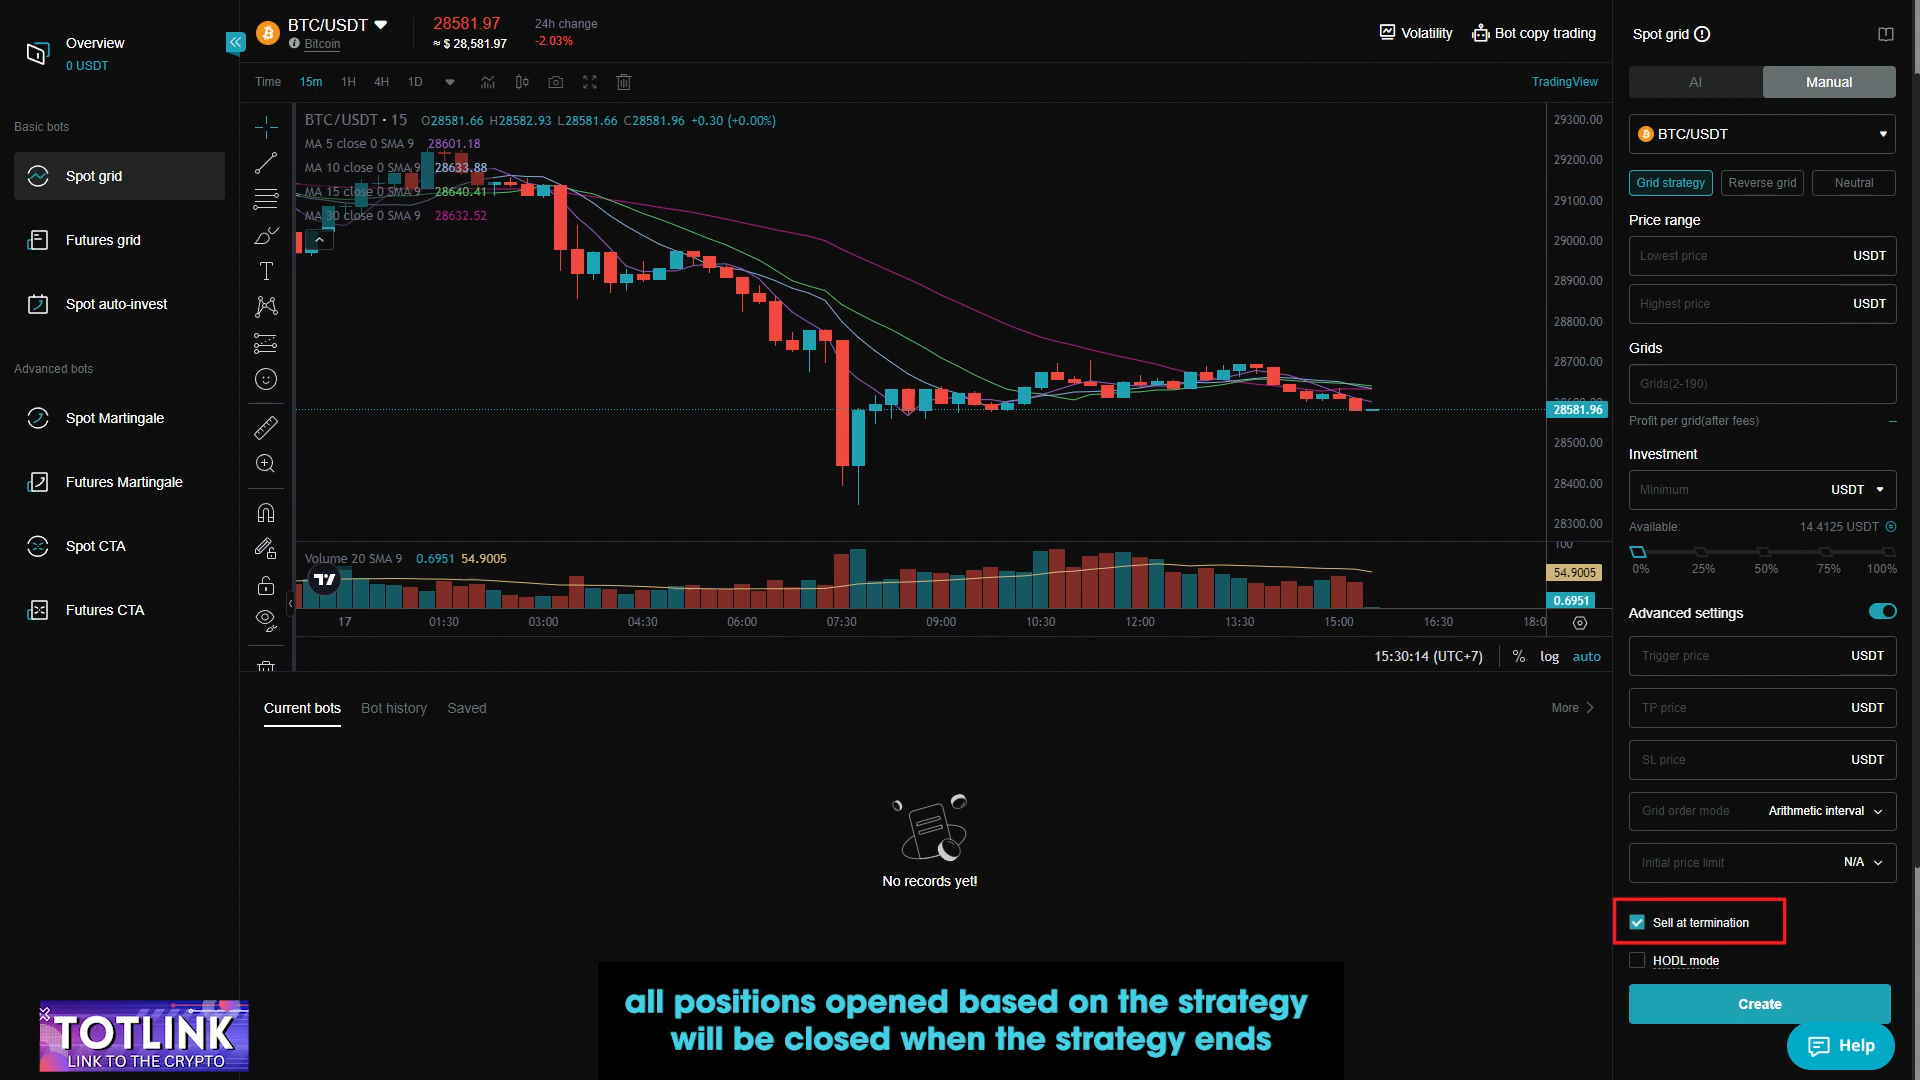 Overview
0 USDT
Basic bots
Spot grid
Futures grid
Spot auto-invest
Advanced bots
Spot Martingale
Futures Martingale
Spot CTA
Futures CTA
BTC/USDT
Bitcoin
28581.97
≈ $ 28,581.97
24h change
-2.03%
Volatility
Bot copy trading
Time 15m 1H 4H 1D
TradingView
BTC/USDT · 15 O28581.66 H28582.93 L28581.66 C28581.96 +0.30 (+0.00%)
MA 5 close 0 SMA 9 28601.18
MA 10 close 0 SMA 9 28633.88
MA 15 close 0 SMA 9 28640.41
MA 30 close 0 SMA 9 28632.52
29300.00
29200.00
29100.00
29000.00
28900.00
28800.00
28700.00
28600.00
28581.96
28500.00
28400.00
28300.00
Volume 20 SMA 9 0.6951 54.9005
100
54.9005
0.6951
17 01:30 03:00 04:30 06:00 07:30 09:00 10:30 12:00 13:30 15:00 16:30 18:0
15:30:14 (UTC+7) % log auto
Current bots Bot history Saved
More
No records yet!
Spot grid
AI Manual
BTC/USDT
Grid strategy Reverse grid Neutral
Price range
Lowest price USDT
Highest price USDT
Grids
Grids(2-190)
Profit per grid(after fees) --
Investment
Minimum USDT
Available: 14.4125 USDT
0% 25% 50% 75% 100%
Advanced settings
Trigger price USDT
TP price USDT
SL price USDT
Grid order mode Arithmetic interval
Initial price limit N/A
Sell at termination
HODL mode
Create
Help
TOTLINK
LINK TO THE CRYPTO
all positions opened based on the strategy
will be closed when the strategy ends